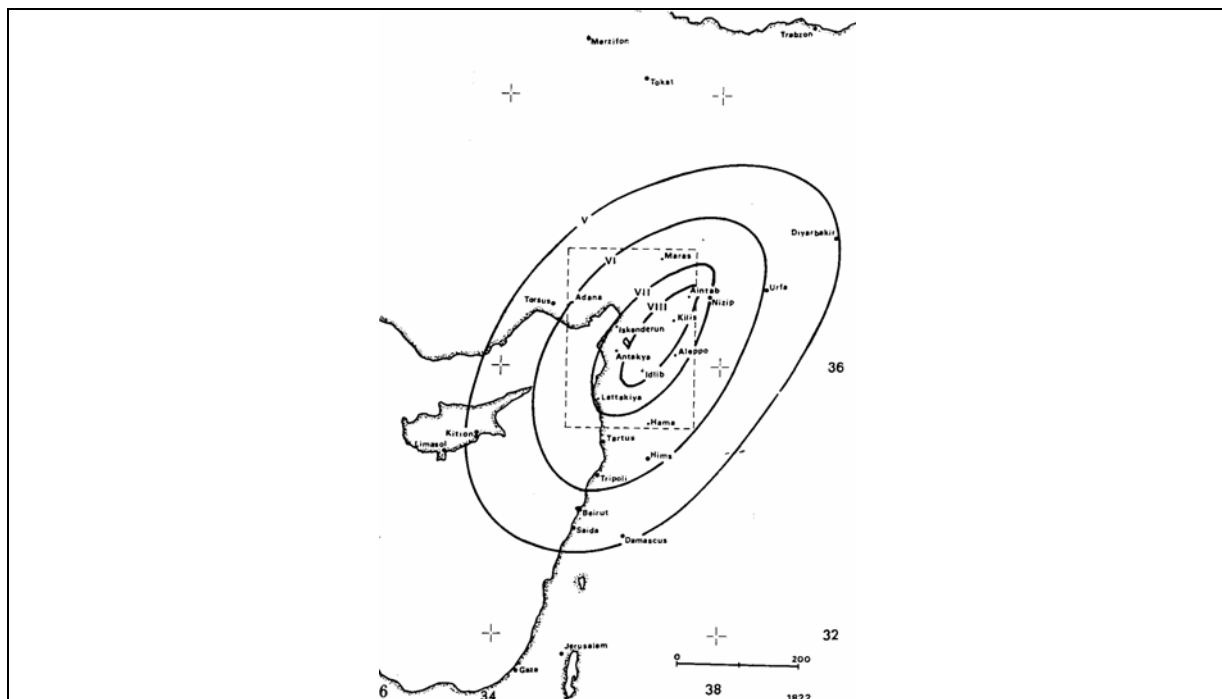 Merzifon
Trabzon
Tokat
V
Diyarbakir
VI
Maras
VII
Aintab
Urfa
Torsus
Adana
Nizip
VIII
Kilis
Iskenderun
Antakya
Aleppo
36
Idlib
Lattakiya
Hama
Kition
Limasol
Tartus
Hims
Tripoli
Beirut
Saida
Damascus
32
Jerusalem
0
200
Gaza
6
34
38
1822